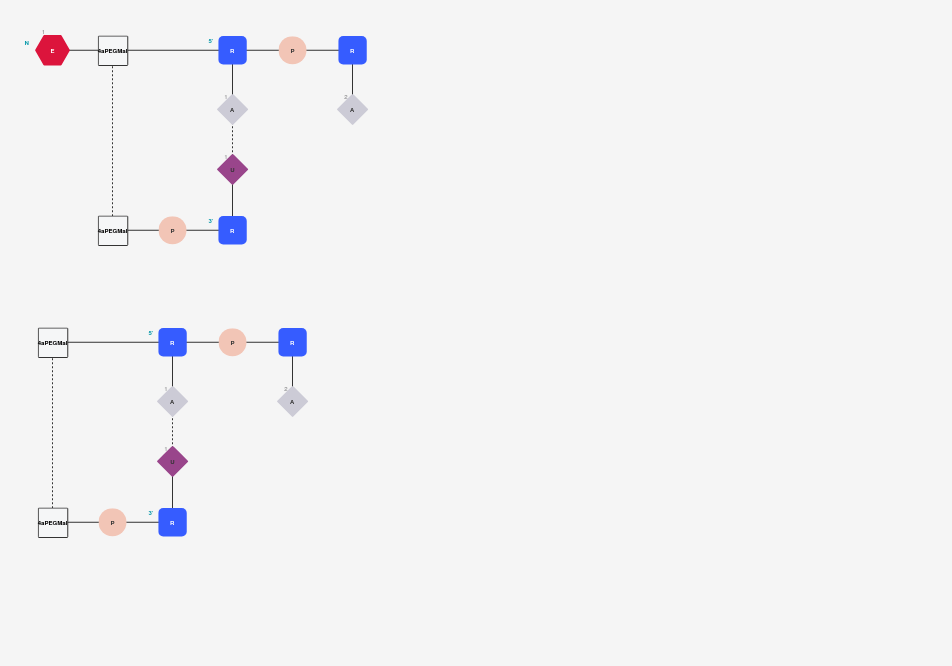 1
N E 4aPEGMal 5' R P R
1 A 2 A
1 U
4aPEGMal P 3' R
4aPEGMal 5' R P R
1 A 2 A
1 U
4aPEGMal P 3' R